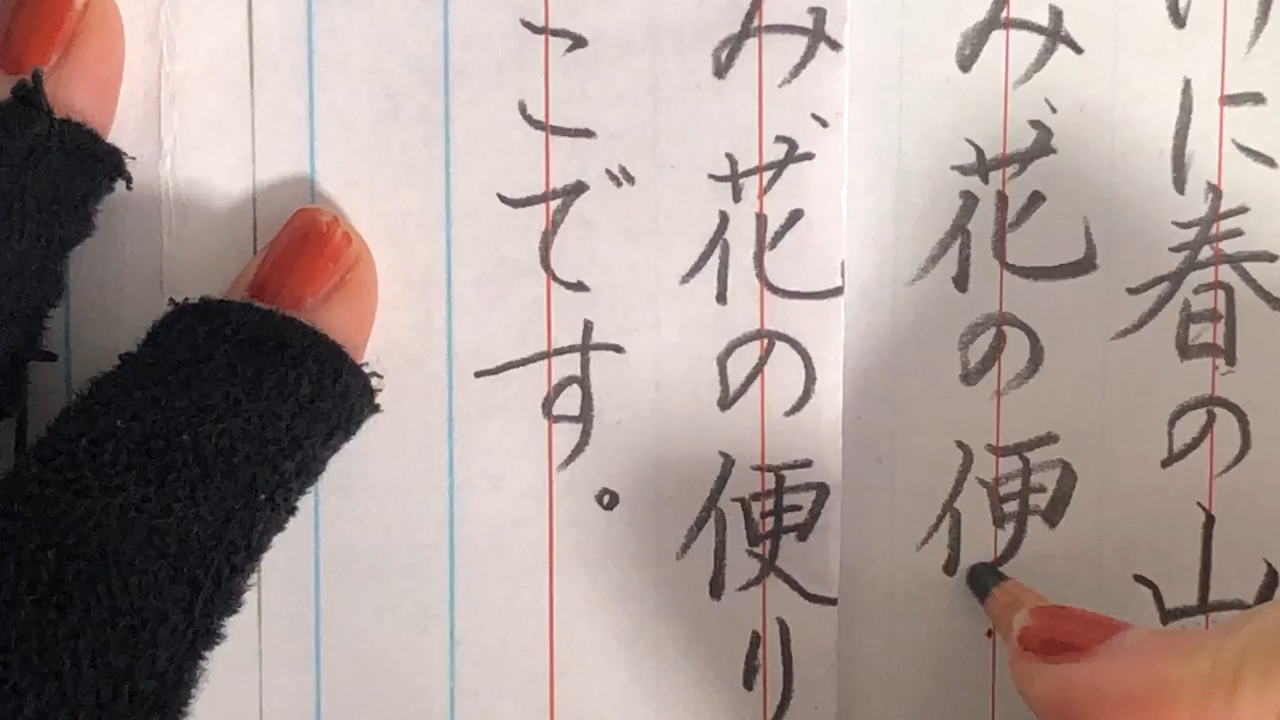 に春の山
み、花の便
み、花の便り
こです。